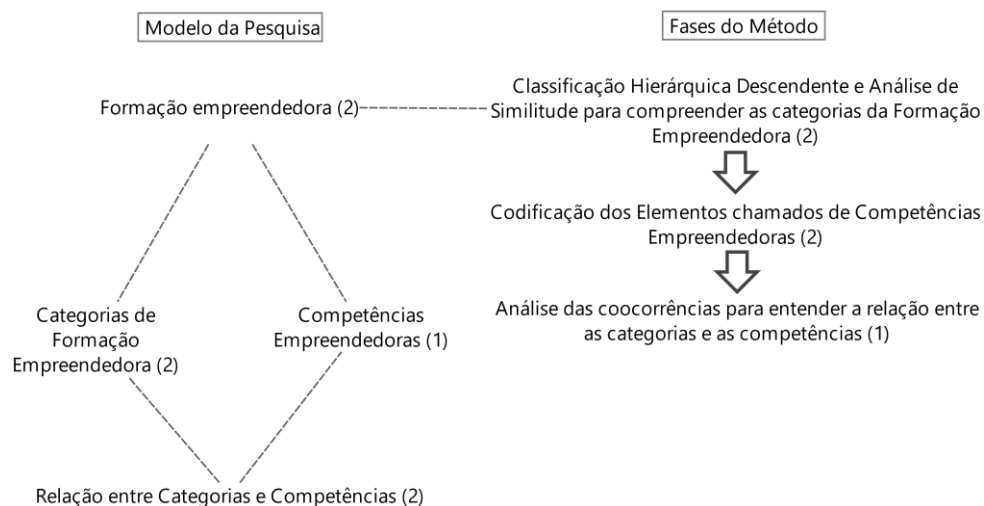 Modelo da Pesquisa
Formação empreendedora (2)
Categorias de
Formação
Empreendedora (2)
Competências
Empreendedoras (1)
Relação entre Categorias e Competências (2)
Fases do Método
Classificação Hierárquica Descendente e Análise de
Similitude para compreender as categorias da Formação
Empreendedora (2)
Codificação dos Elementos chamados de Competências
Empreendedoras (2)
Análise das coocorrências para entender a relação entre
as categorias e as competências (1)